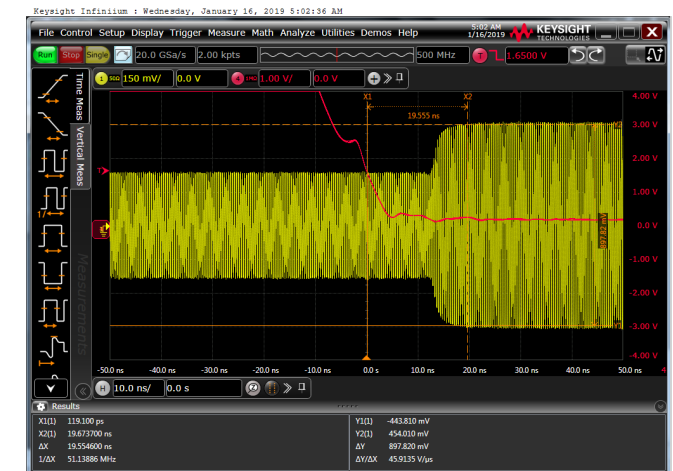 Keysight Infiniium : Wednesday, January 16, 2019 5:02:36 AM
File Control Setup Display Trigger Measure Math Analyze Utilities Demos Help
5:02 AM
1/16/2019
KEYSIGHT
TECHNOLOGIES
Run Stop Single 20.0 GSa/s 2.00 kpts 500 MHz T 1.6500 V
1 50Ω 150 mV/ 0.0 V 4 1MΩ 1.00 V/ 0.0 V
Time Meas
Vertical Meas
Measurements
X1 X2
19.555 ns
4.00 V
3.00 V
2.00 V
1.00 V
0.0 V
-1.00 V
-2.00 V
-3.00 V
-4.00 V
897.82 mV
-50.0 ns -40.0 ns -30.0 ns -20.0 ns -10.0 ns 0.0 s 10.0 ns 20.0 ns 30.0 ns 40.0 ns 50.0 ns 4
H 10.0 ns/ 0.0 s
Results
X1(1) 119.100 ps Y1(1) -443.810 mV
X2(1) 19.673700 ns Y2(1) 454.010 mV
ΔX 19.554600 ns ΔY 897.820 mV
1/ΔX 51.13886 MHz ΔY/ΔX 45.9135 V/µs